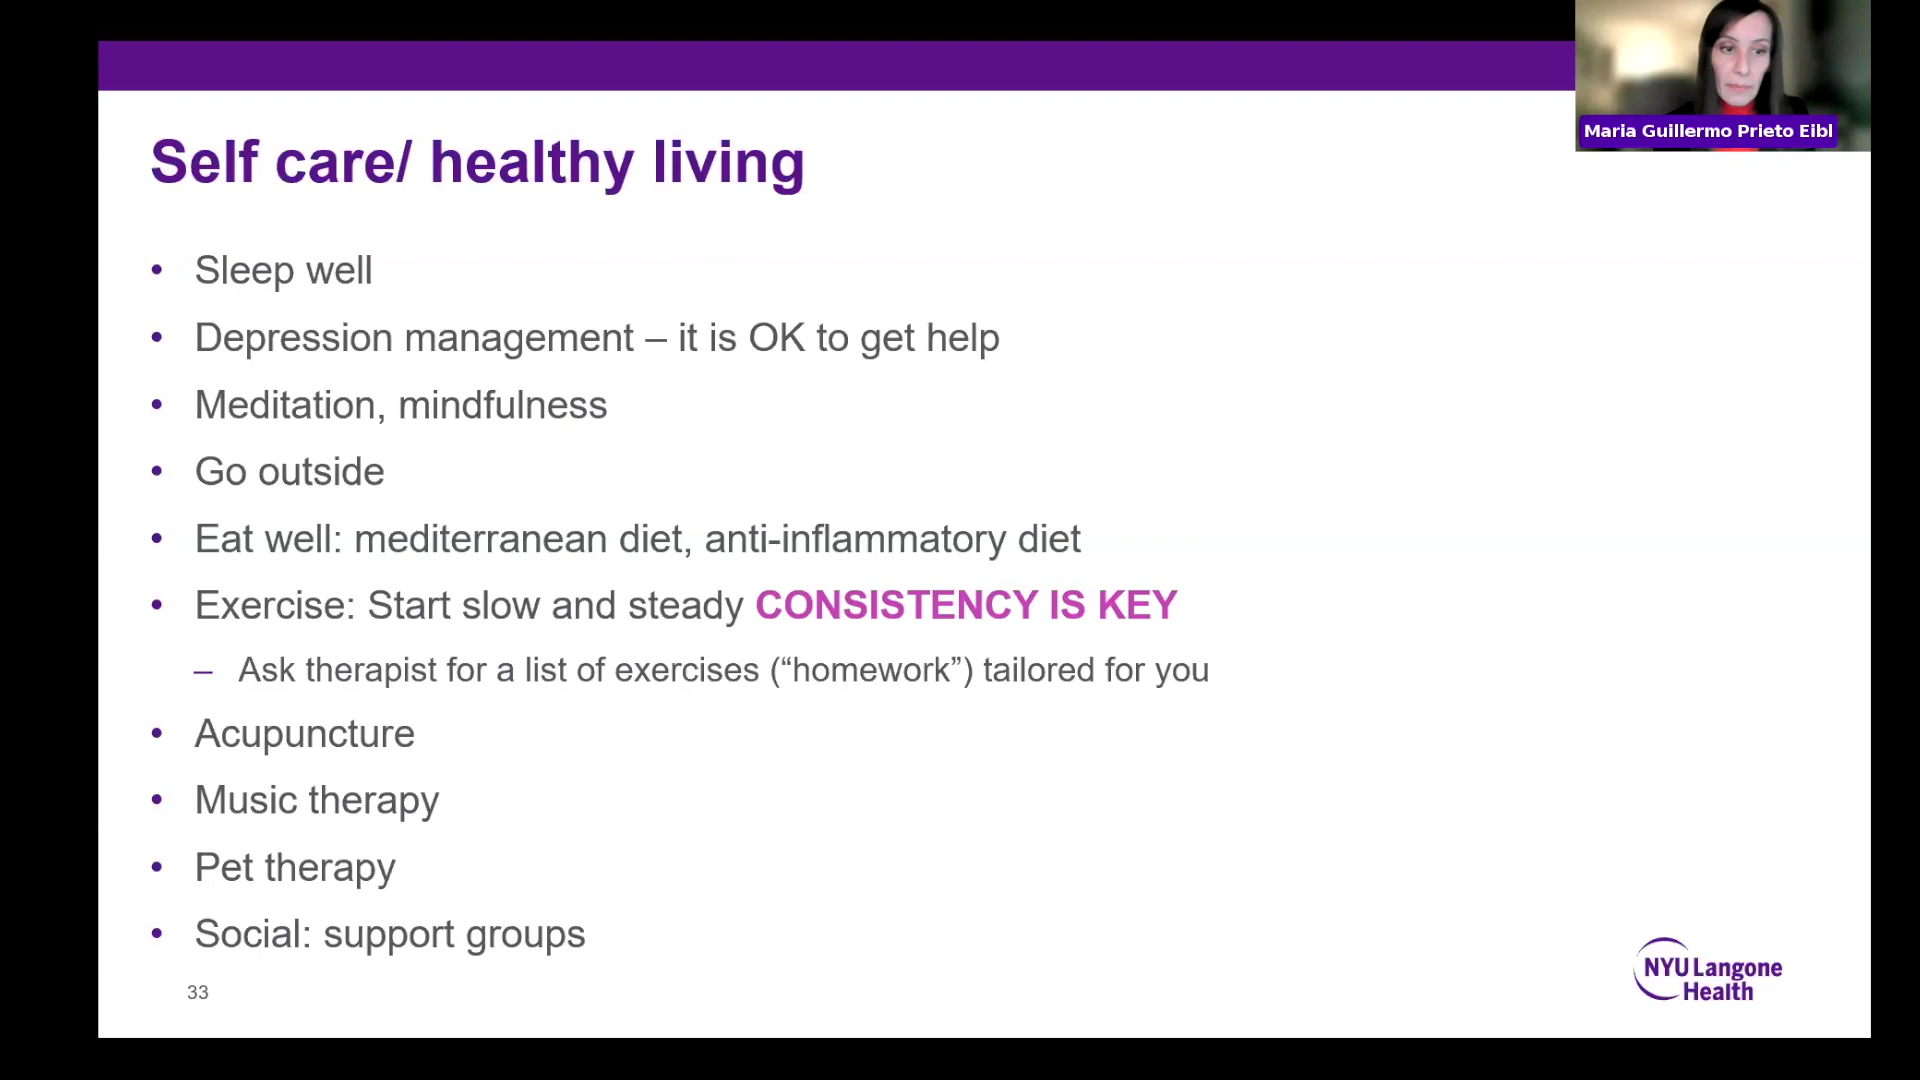 Maria Guillermo Prieto Eibl
Self care/ healthy living
• Sleep well
• Depression management – it is OK to get help
• Meditation, mindfulness
• Go outside
• Eat well: mediterranean diet, anti-inflammatory diet
• Exercise: Start slow and steady CONSISTENCY IS KEY
– Ask therapist for a list of exercises (“homework”) tailored for you
• Acupuncture
• Music therapy
• Pet therapy
• Social: support groups
33
NYU Langone
Health